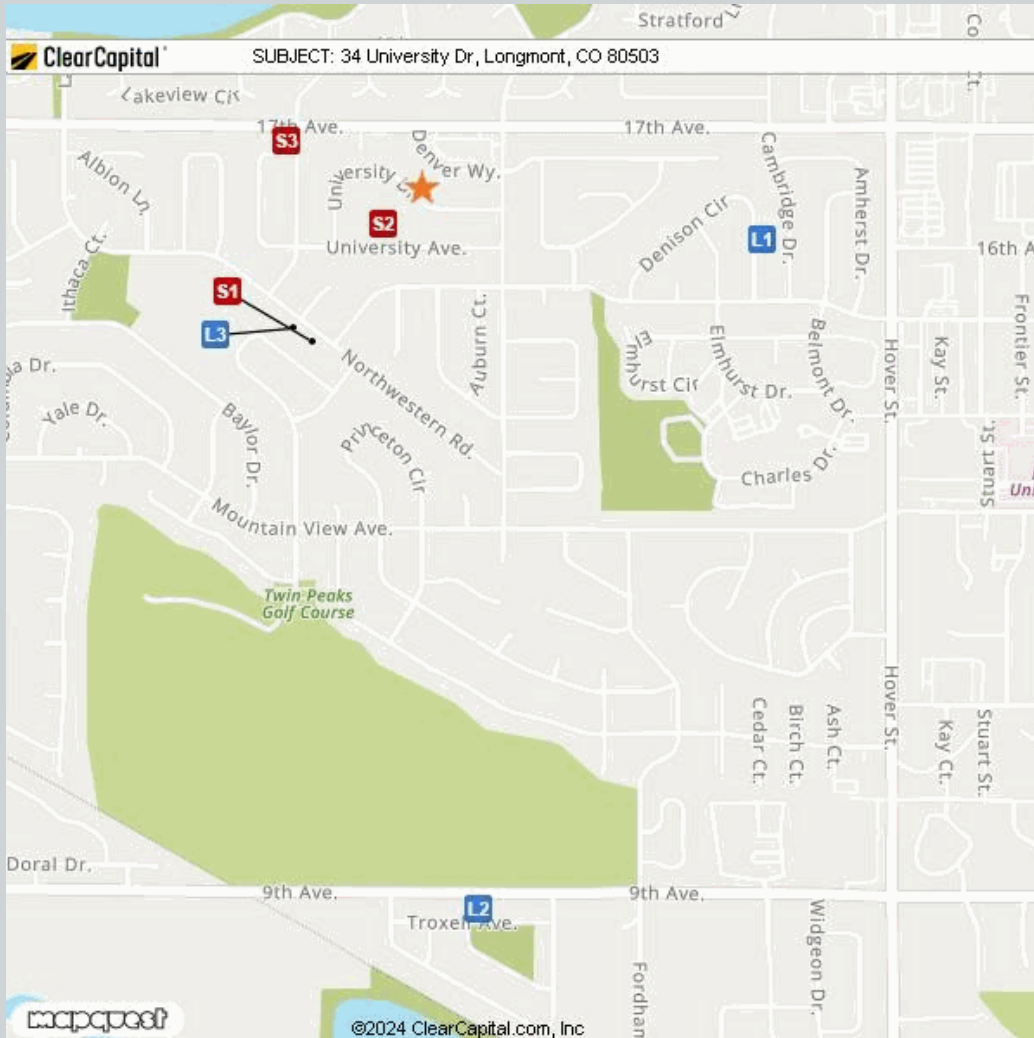 Stratford
ClearCapital
SUBJECT: 34 University Dr, Longmont, CO 80503
Lakeview Cir
17th Ave.
17th Ave.
S3
Denver Wy.
University Dr.
Albion Ln.
Cambridge Dr.
Amherst Dr.
S2
University Ave.
Denison Cir
L1
16th A
Ithaca Ct.
S1
L3
Auburn Ct.
Northwestern Rd.
Elmhurst Cir
Elmhurst Dr.
Belmont Dr.
Hover St.
Kay St.
Frontier St.
Dr.
Yale Dr.
Baylor Dr.
Princeton Cir
Charles Dr.
Stuart St.
Uni
Mountain View Ave.
Twin Peaks
Golf Course
Hover St.
Cedar Ct.
Birch Ct.
Ash Ct.
Kay Ct.
Stuart St.
Doral Dr.
9th Ave.
9th Ave.
L2
Troxell Ave.
Widgeon Dr.
Fordham
mapquest
©2024 ClearCapital.com, Inc